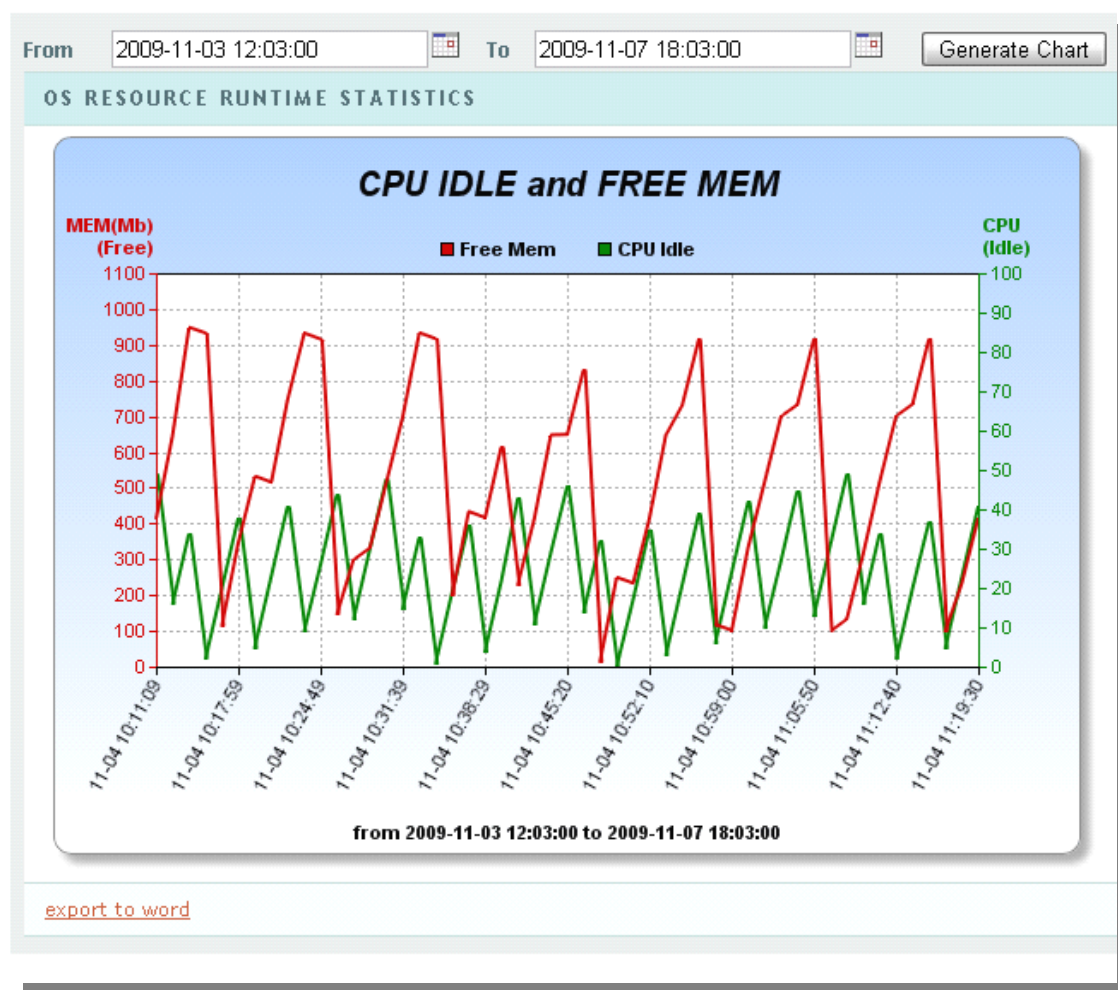 From 2009-11-03 12:03:00 To 2009-11-07 18:03:00 Generate Chart
OS RESOURCE RUNTIME STATISTICS
CPU IDLE and FREE MEM
MEM(Mb) CPU
(Free) Free Mem CPU Idle (Idle)
1100 100
1000 90
900 80
800 70
700 60
600 50
500 40
400 30
300 20
200 10
100 0
0
11-04 10:11:09 11-04 10:17:59 11-04 10:24:49 11-04 10:31:39 11-04 10:38:29 11-04 10:45:20 11-04 10:52:10 11-04 10:59:00 11-04 11:05:50 11-04 11:12:40 11-04 11:19:30
from 2009-11-03 12:03:00 to 2009-11-07 18:03:00
export to word